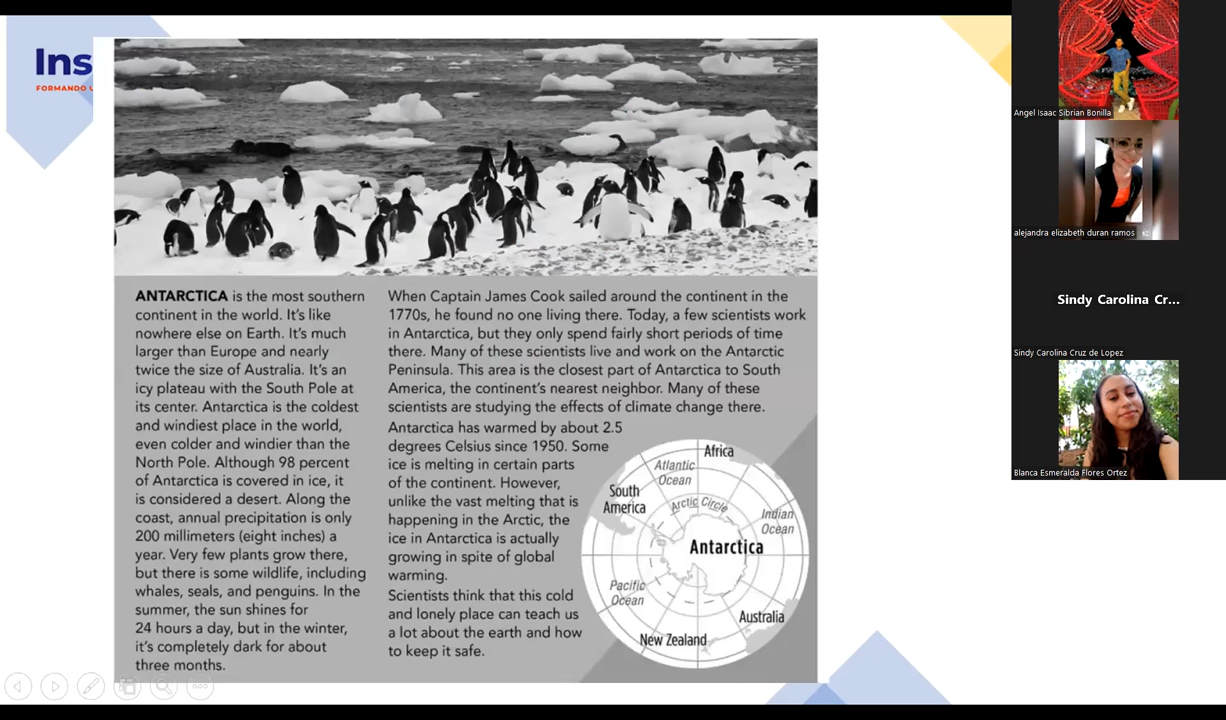 Ins
FORMANDO
ANTARCTICA is the most southern
continent in the world. It's like
nowhere else on Earth. It's much
larger than Europe and nearly
twice the size of Australia. It's an
icy plateau with the South Pole at
its center. Antarctica is the coldest
and windiest place in the world,
even colder and windier than the
North Pole. Although 98 percent
of Antarctica is covered in ice, it
is considered a desert. Along the
coast, annual precipitation is only
200 millimeters (eight inches) a
year. Very few plants grow there,
but there is some wildlife, including
whales, seals, and penguins. In the
summer, the sun shines for
24 hours a day, but in the winter,
it's completely dark for about
three months.
When Captain James Cook sailed around the continent in the
1770s, he found no one living there. Today, a few scientists work
in Antarctica, but they only spend fairly short periods of time
there. Many of these scientists live and work on the Antarctic
Peninsula. This area is the closest part of Antarctica to South
America, the continent's nearest neighbor. Many of these
scientists are studying the effects of climate change there.
Antarctica has warmed by about 2.5
degrees Celsius since 1950. Some
ice is melting in certain parts
of the continent. However,
unlike the vast melting that is
happening in the Arctic, the
ice in Antarctica is actually
growing in spite of global
warming.
Scientists think that this cold
and lonely place can teach us
a lot about the earth and how
to keep it safe.
Africa
Atlantic
Ocean
South
America
Arctic Circle
Indian
Ocean
Antarctica
Pacific
Ocean
Australia
New Zealand
Angel Isaac Sibrian Bonilla
alejandra elizabeth duran ramos
Sindy Carolina Cr...
Sindy Carolina Cruz de Lopez
Blanca Esmeralda Flores Ortez